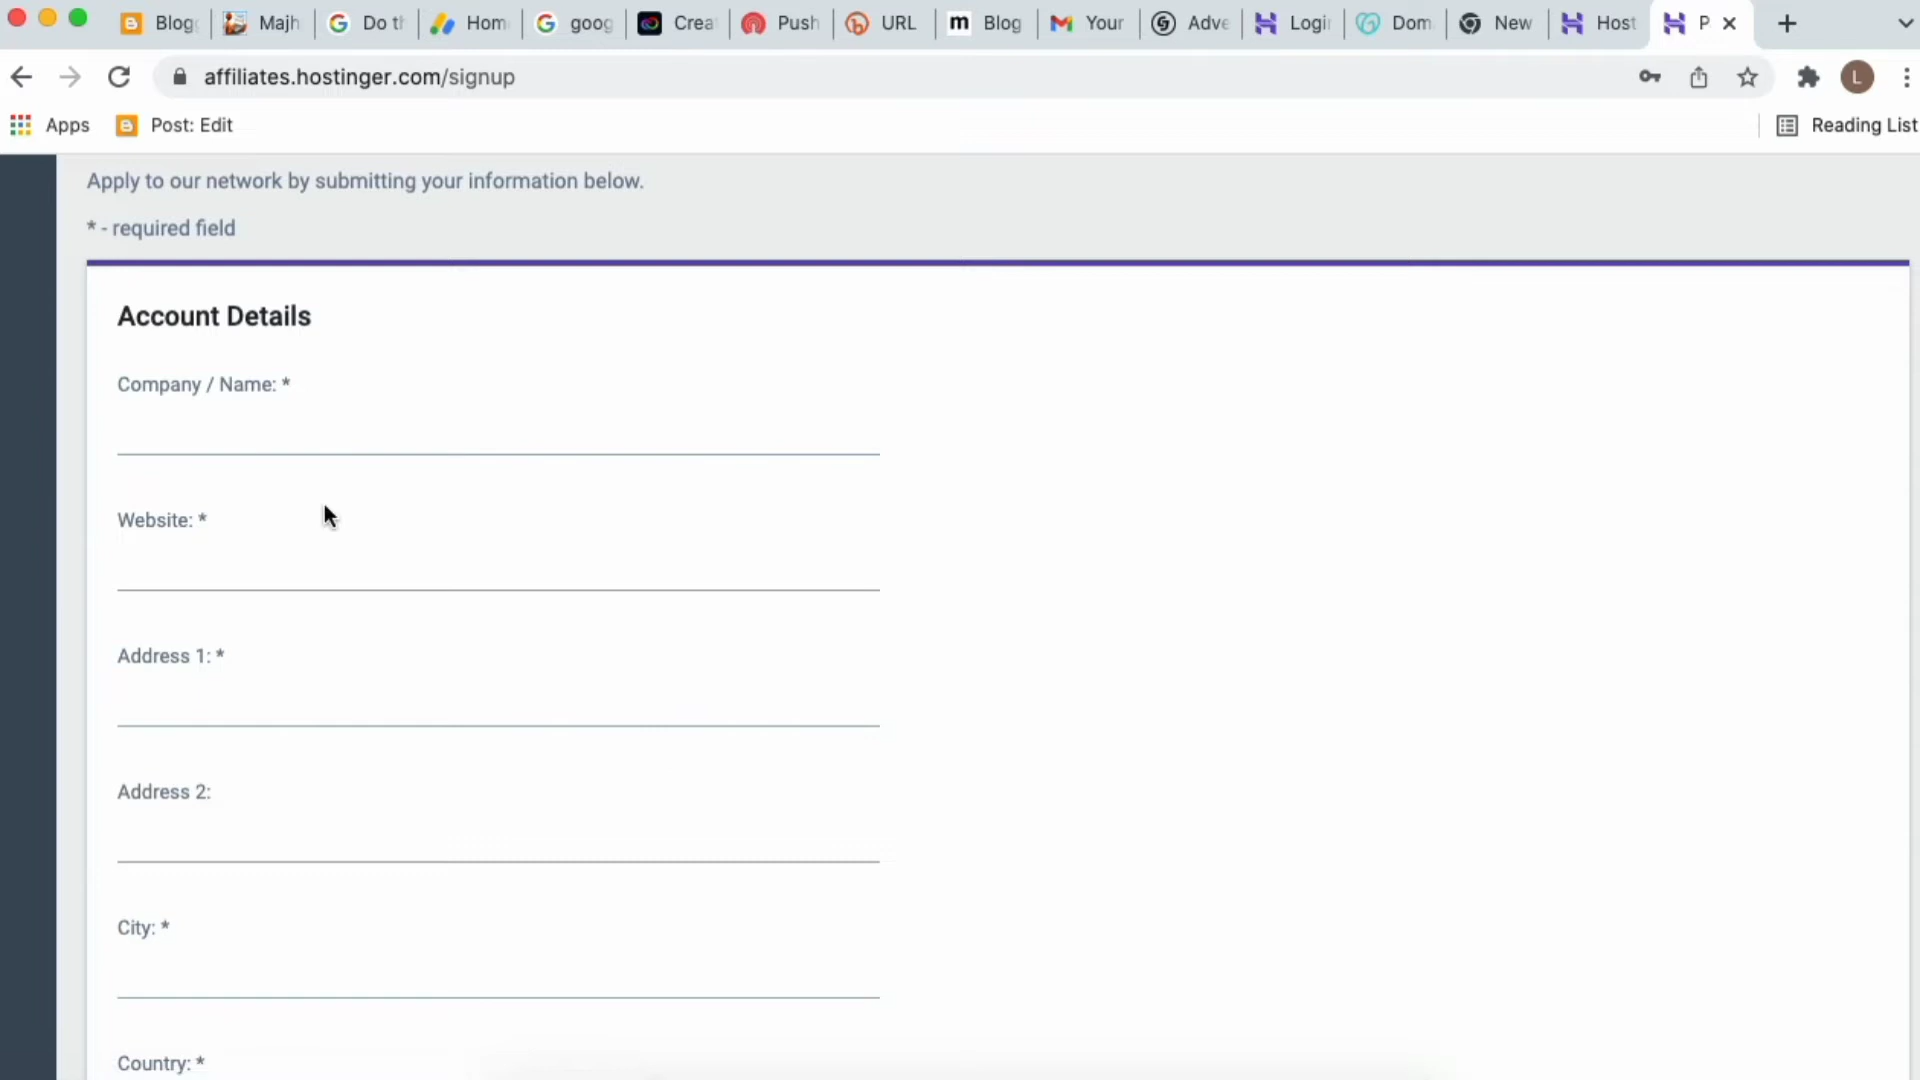 Blog Majh Do th Hom goog Crea Push URL Blog Your Adve Logi Dom New Host P
affiliates.hostinger.com/signup
L
Apps Post: Edit Reading List
Apply to our network by submitting your information below.
* - required field
Account Details
Company / Name: *
Website: *
Address 1: *
Address 2:
City: *
Country: *